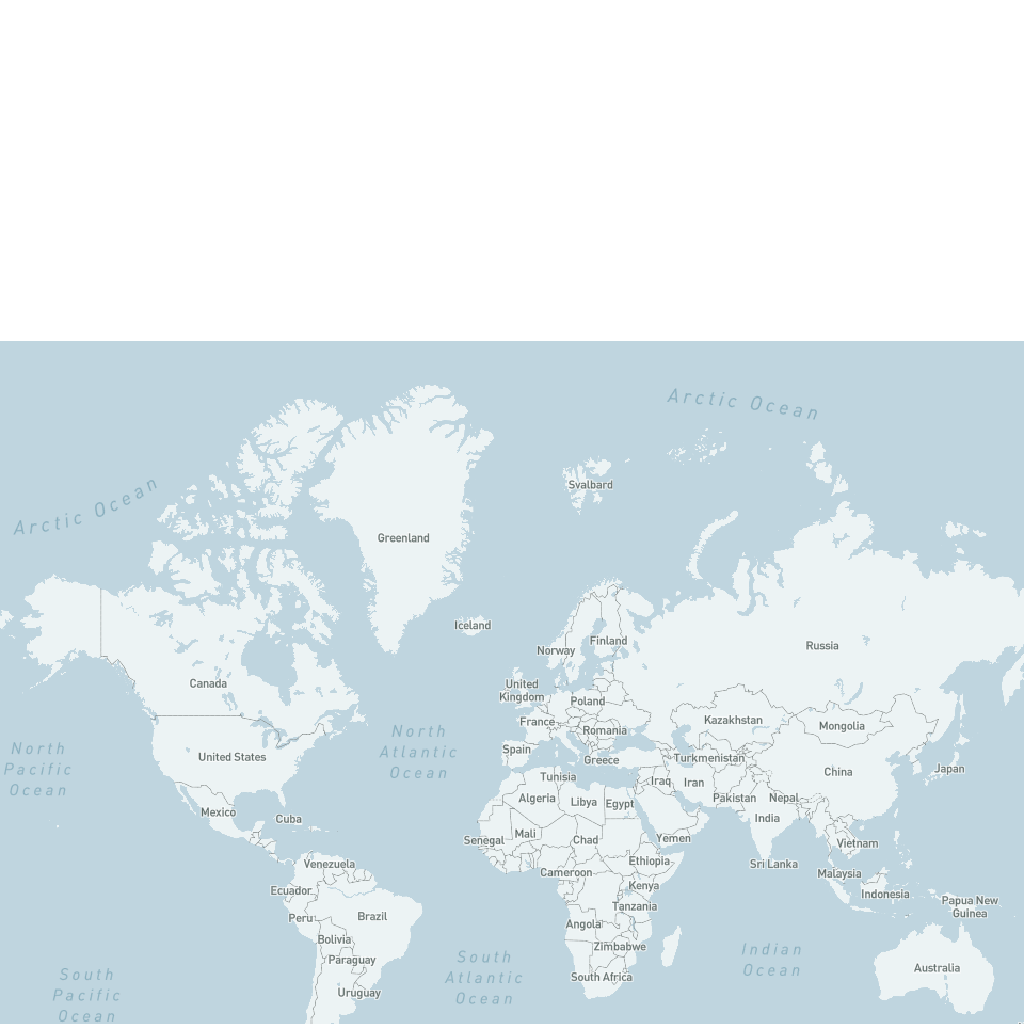 Arctic Ocean
Svalbard
Arctic Ocean
Greenland
Iceland
Finland
Russia
Norway
Canada
United
Kingdom
Poland
Kazakhstan
France
Mongolia
Romania
North
Atlantic
Ocean
North
Pacific
Ocean
Spain
United States
Greece
Turkmenistan
China
Japan
Tunisia
Iraq
Iran
Algeria
Libya
Egypt
Pakistan
Nepal
Mexico
Cuba
India
Senegal
Mali
Chad
Yemen
Vietnam
Venezuela
Cameroon
Ethiopia
Sri Lanka
Malaysia
Ecuador
Kenya
Indonesia
Papua New
Guinea
Tanzania
Peru
Brazil
Angola
Bolivia
Zimbabwe
Indian
Ocean
Paraguay
South
Atlantic
Ocean
South Africa
Australia
South
Pacific
Ocean
Uruguay